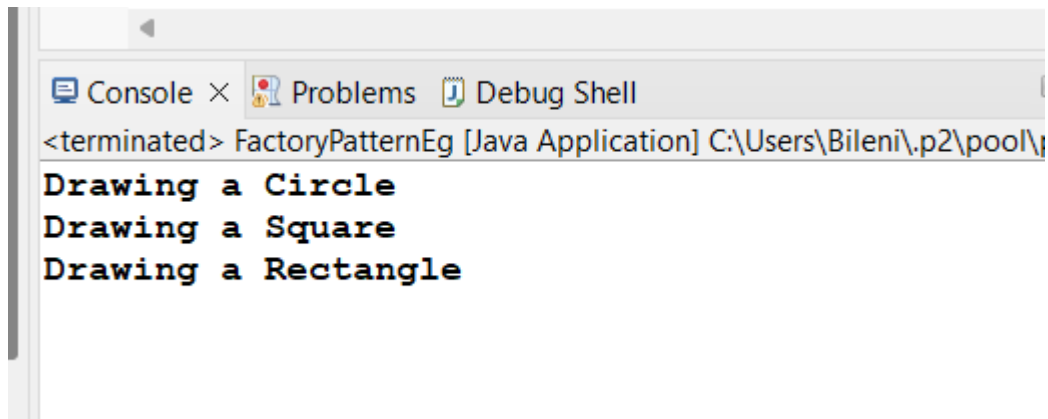 Console Problems Debug Shell
<terminated> FactoryPatternEg [Java Application] C:\Users\Bileni\.p2\pool\
Drawing a Circle
Drawing a Square
Drawing a Rectangle